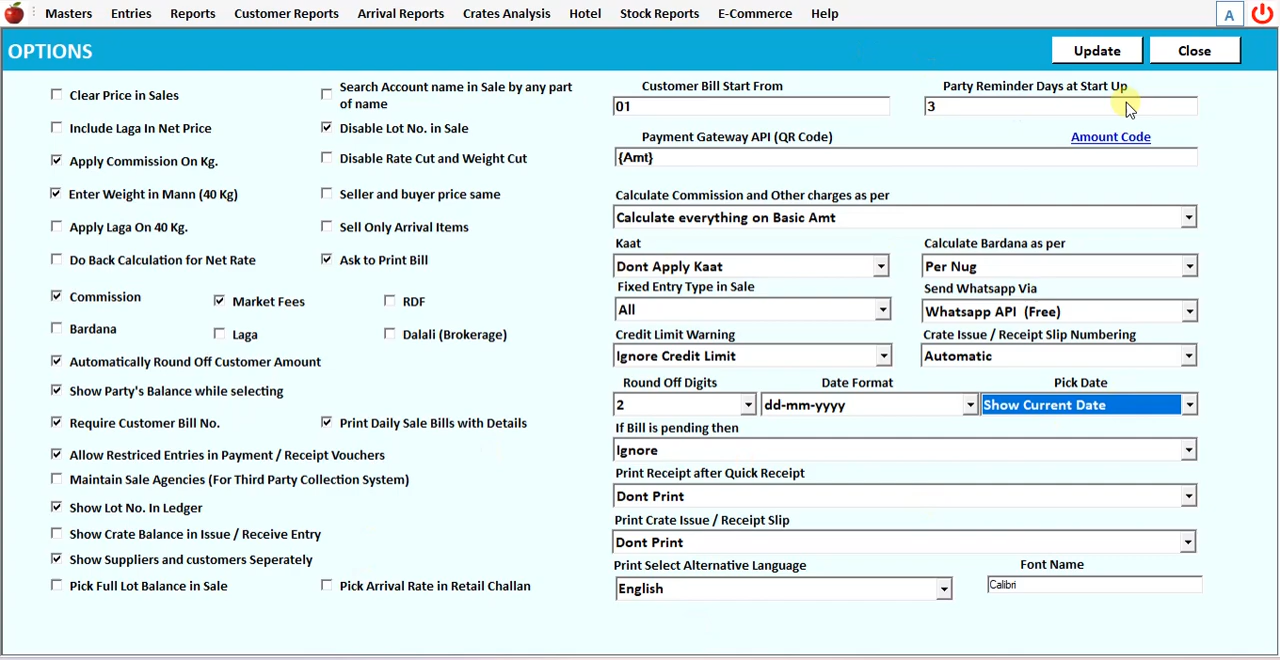 Masters Entries Reports Customer Reports Arrival Reports Crates Analysis Hotel Stock Reports E-Commerce Help A
OPTIONS
Update Close
Clear Price in Sales
Include Laga In Net Price
Apply Commission On Kg.
Enter Weight in Mann (40 Kg)
Apply Laga On 40 Kg.
Do Back Calculation for Net Rate
Search Account name in Sale by any part
of name
Disable Lot No. in Sale
Disable Rate Cut and Weight Cut
Seller and buyer price same
Sell Only Arrival Items
Ask to Print Bill
Commission Market Fees RDF
Bardana Laga Dalali (Brokerage)
Automatically Round Off Customer Amount
Show Party's Balance while selecting
Require Customer Bill No. Print Daily Sale Bills with Details
Allow Restriced Entries in Payment / Receipt Vouchers
Maintain Sale Agencies (For Third Party Collection System)
Show Lot No. In Ledger
Show Crate Balance in Issue / Receive Entry
Show Suppliers and customers Seperately
Pick Full Lot Balance in Sale Pick Arrival Rate in Retail Challan
Customer Bill Start From Party Reminder Days at Start Up
01 3
Payment Gateway API (QR Code) Amount Code
{Amt}
Calculate Commission and Other charges as per
Calculate everything on Basic Amt
Kaat Calculate Bardana as per
Dont Apply Kaat Per Nug
Fixed Entry Type in Sale Send Whatsapp Via
All Whatsapp API (Free)
Credit Limit Warning Crate Issue / Receipt Slip Numbering
Ignore Credit Limit Automatic
Round Off Digits Date Format Pick Date
2 dd-mm-yyyy Show Current Date
If Bill is pending then
Ignore
Print Receipt after Quick Receipt
Dont Print
Print Crate Issue / Receipt Slip
Dont Print
Print Select Alternative Language Font Name
English Calibri